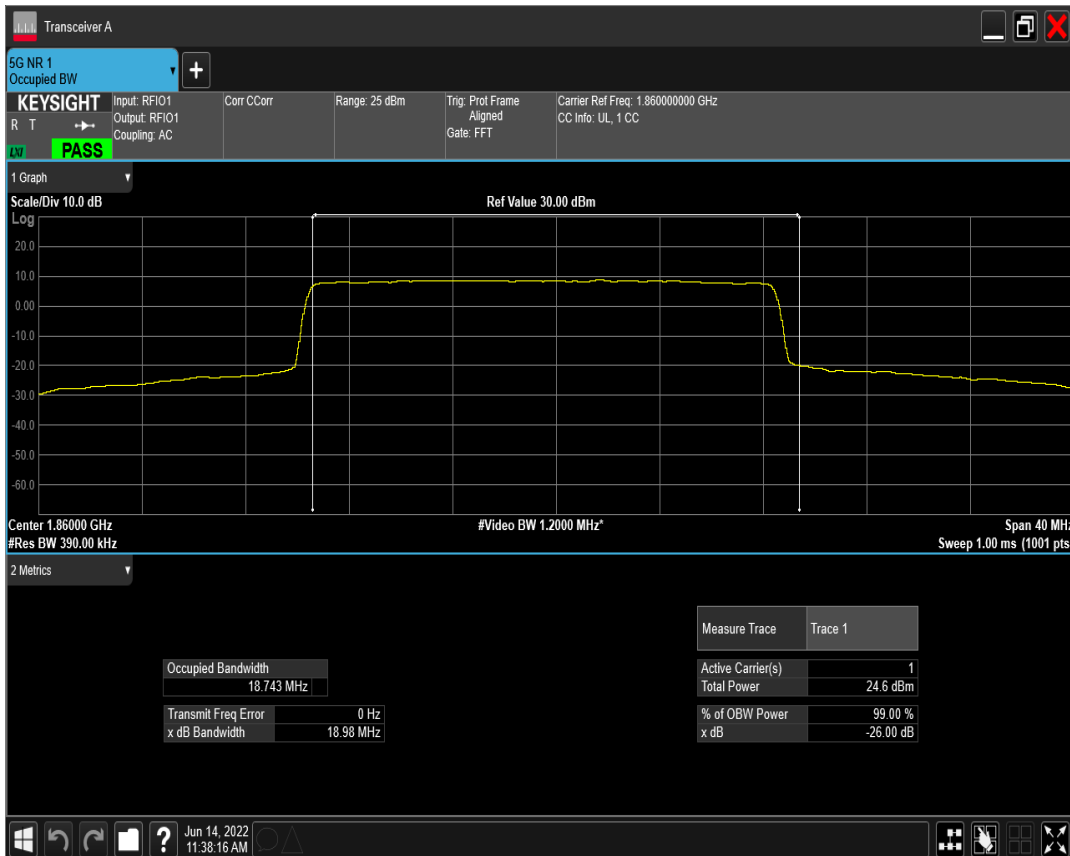 Transceiver A
5G NR 1
Occupied BW
+
KEYSIGHT
R T
LXI
PASS
Input: RFIO1
Output: RFIO1
Coupling: AC
Corr CCorr
Range: 25 dBm
Trig: Prot Frame
Aligned
Gate: FFT
Carrier Ref Freq: 1.860000000 GHz
CC Info: UL, 1 CC
1 Graph
Scale/Div 10.0 dB
Ref Value 30.00 dBm
Log
20.0
10.0
0.00
-10.0
-20.0
-30.0
-40.0
-50.0
-60.0
Center 1.86000 GHz
#Video BW 1.2000 MHz*
Span 40 MHz
#Res BW 390.00 kHz
Sweep 1.00 ms (1001 pts
2 Metrics
Measure Trace Trace 1
Occupied Bandwidth
18.743 MHz
Active Carrier(s) 1
Total Power 24.6 dBm
Transmit Freq Error 0 Hz
x dB Bandwidth 18.98 MHz
% of OBW Power 99.00 %
x dB -26.00 dB
?
Jun 14, 2022
11:38:16 AM